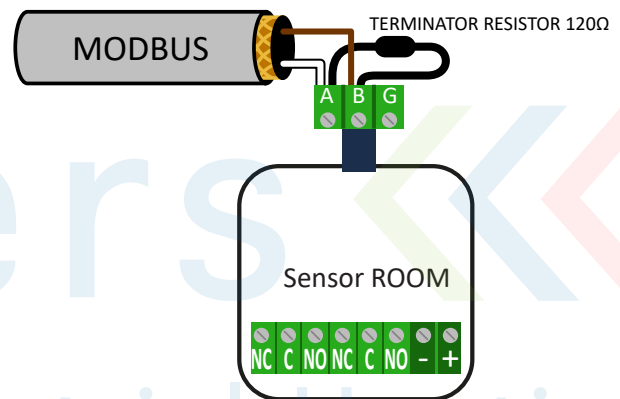 TERMINATOR RESISTOR 120Ω
MODBUS
A B G
Sensor ROOM
NC C NO NC C NO - +